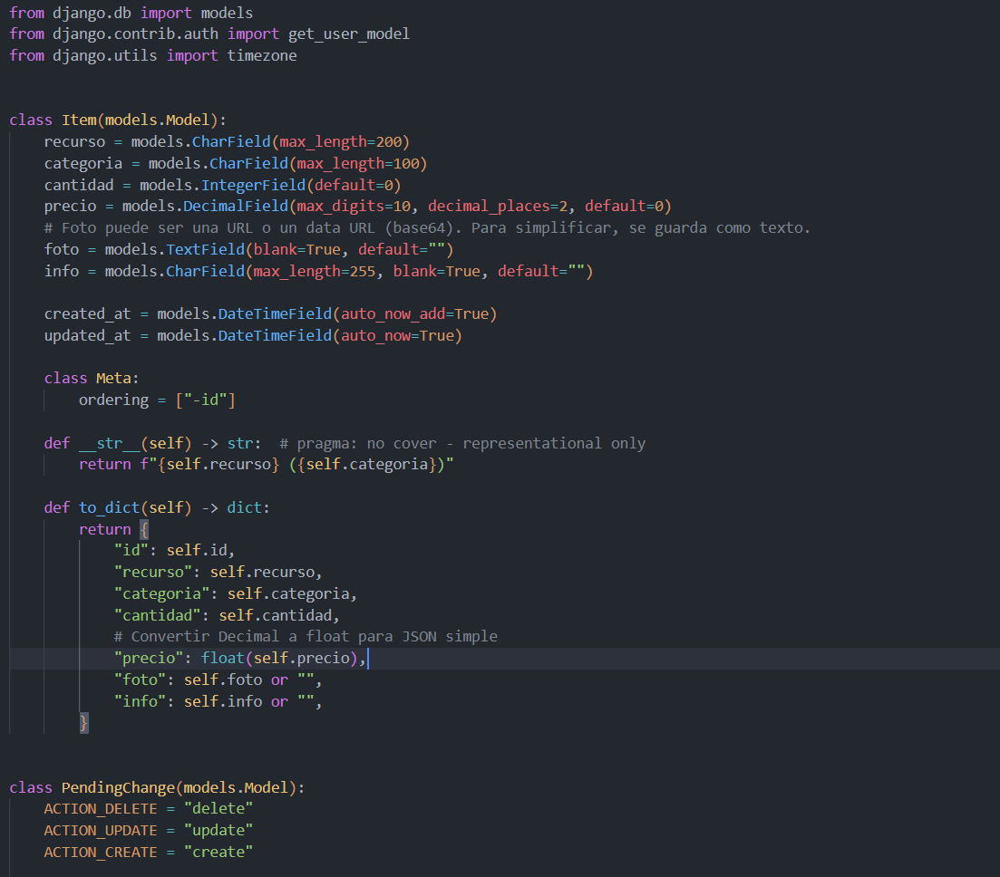 from django.db import models
from django.contrib.auth import get_user_model
from django.utils import timezone
class Item(models.Model):
    recurso = models.CharField(max_length=200)
    categoria = models.CharField(max_length=100)
    cantidad = models.IntegerField(default=0)
    precio = models.DecimalField(max_digits=10, decimal_places=2, default=0)
    # Foto puede ser una URL o un data URL (base64). Para simplificar, se guarda como texto.
    foto = models.TextField(blank=True, default="")
    info = models.CharField(max_length=255, blank=True, default="")
    created_at = models.DateTimeField(auto_now_add=True)
    updated_at = models.DateTimeField(auto_now=True)
    class Meta:
        ordering = ["-id"]
    def __str__(self) -> str:  # pragma: no cover - representational only
        return f"{self.recurso} ({self.categoria})"
    def to_dict(self) -> dict:
        return {
            "id": self.id,
            "recurso": self.recurso,
            "categoria": self.categoria,
            "cantidad": self.cantidad,
            # Convertir Decimal a float para JSON simple
            "precio": float(self.precio),
            "foto": self.foto or "",
            "info": self.info or "",
        }
class PendingChange(models.Model):
    ACTION_DELETE = "delete"
    ACTION_UPDATE = "update"
    ACTION_CREATE = "create"